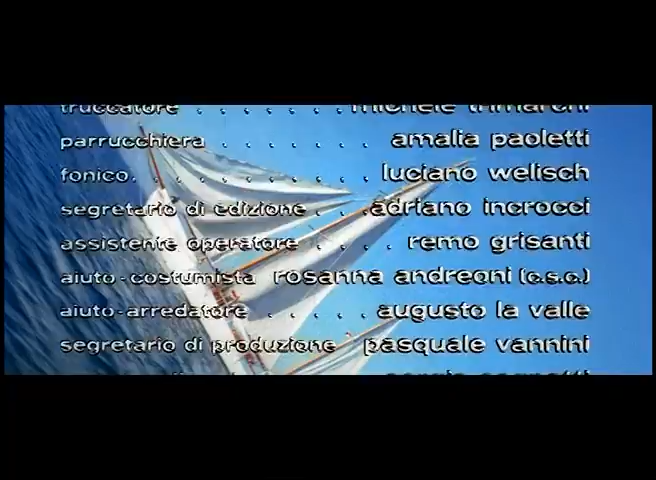 truccatore . . . . . . michele trimarchi
parrucchiera . . . . . . amalia paoletti
fonico. . . . . . . . . . luciano welisch
segretario di edizione . . . adriano incrocci
assistente operatore . . . . remo grisanti
aiuto-costumista rosanna andreoni (c.s.c.)
aiuto-arredatore . . . . . augusto la valle
segretario di produzione pasquale vannini